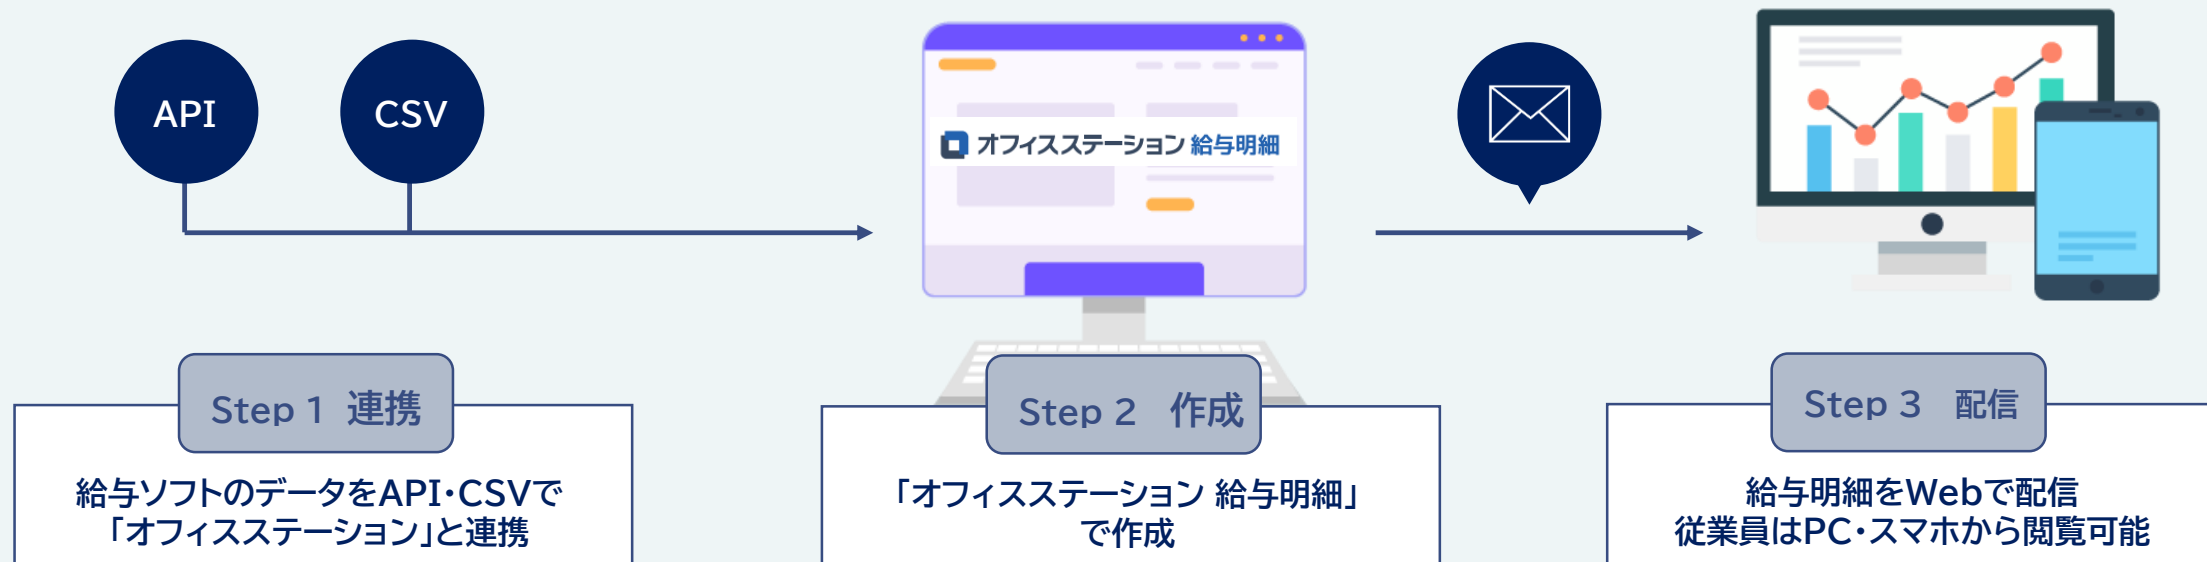 API
CSV
オフィスステーション 給与明細
Step 1 連携
給与ソフトのデータをAPI・CSVで
「オフィスステーション」と連携
Step 2 作成
「オフィスステーション 給与明細」
で作成
Step 3 配信
給与明細をWebで配信
従業員はPC・スマホから閲覧可能